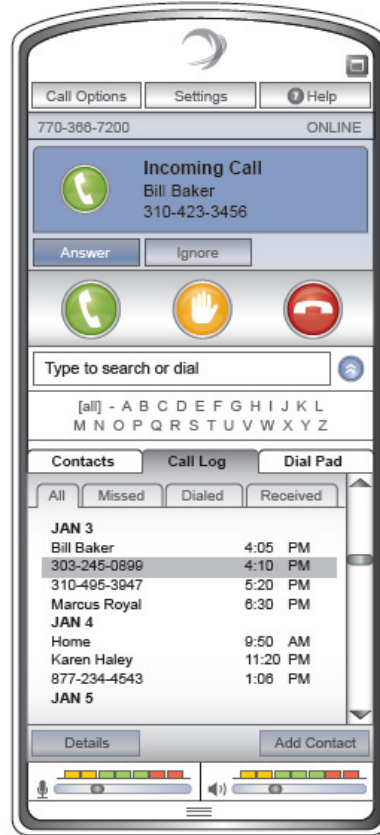 Call Options Settings ? Help
770-366-7200 ONLINE
Incoming Call
Bill Baker
310-423-3456
Answer Ignore
Type to search or dial
[all] - A B C D E F G H I J K L
M N O P Q R S T U V W X Y Z
Contacts Call Log Dial Pad
All Missed Dialed Received
JAN 3
Bill Baker 4:05 PM
303-245-0899 4:10 PM
310-495-3947 5:20 PM
Marcus Royal 6:30 PM
JAN 4
Home 9:50 AM
Karen Haley 11:20 PM
877-234-4543 1:06 PM
JAN 5
Details Add Contact